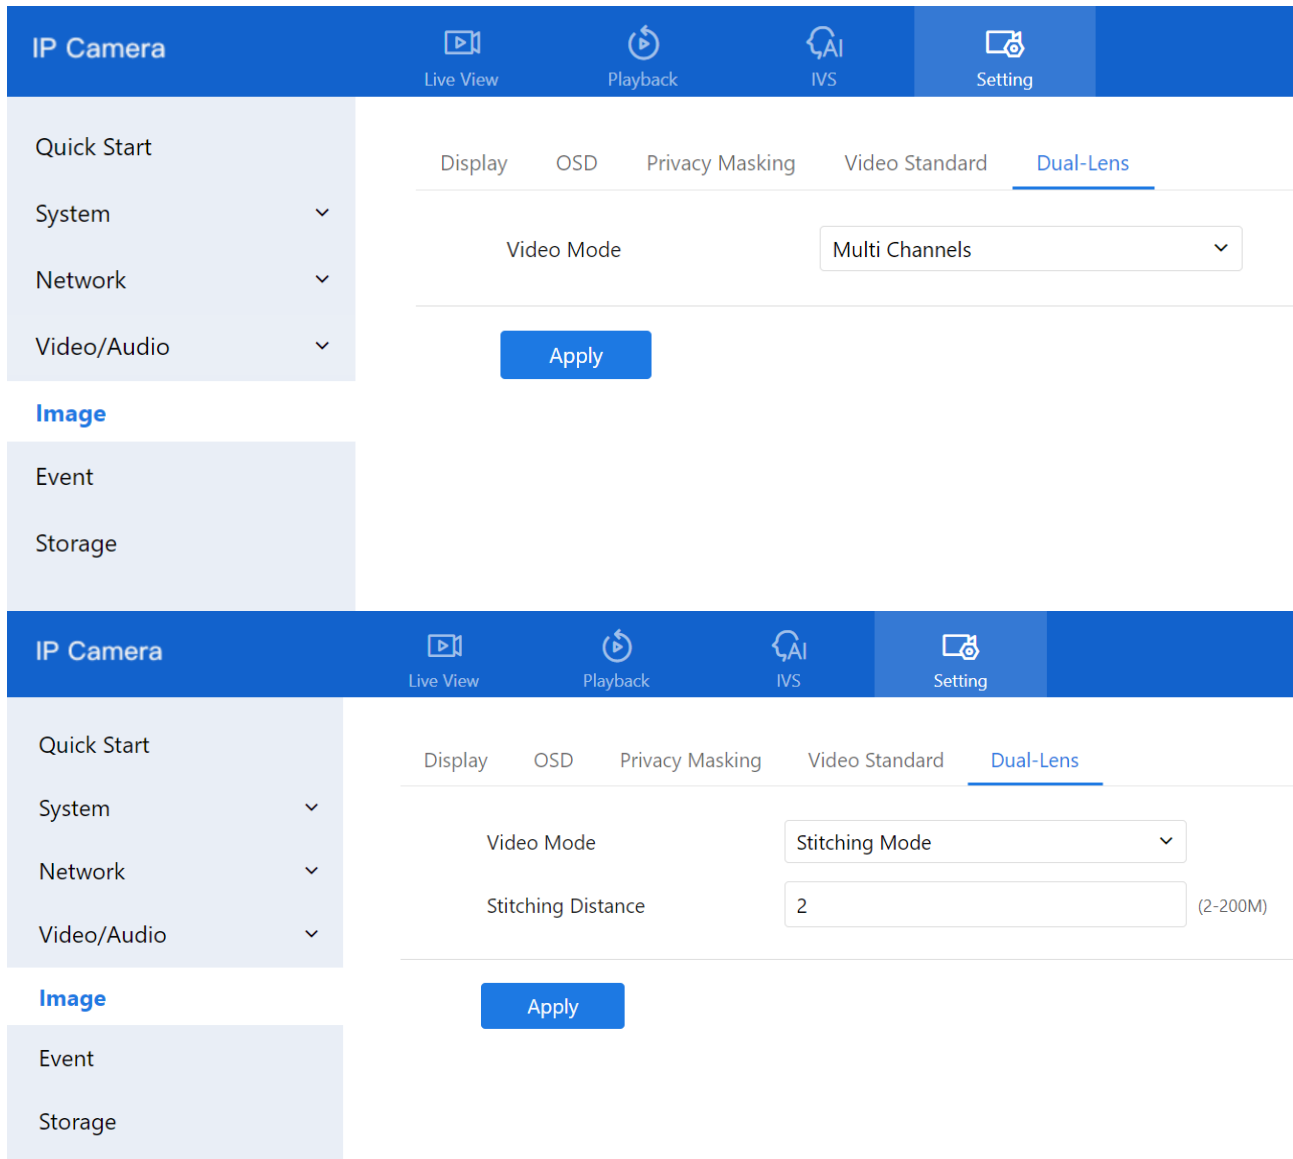 IP Camera
Live View
Playback
AI
IVS
Setting
Quick Start
System
Network
Video/Audio
Image
Event
Storage
Display OSD Privacy Masking Video Standard Dual-Lens
Video Mode Multi Channels
Apply
IP Camera
Live View
Playback
AI
IVS
Setting
Quick Start
System
Network
Video/Audio
Image
Event
Storage
Display OSD Privacy Masking Video Standard Dual-Lens
Video Mode Stitching Mode
Stitching Distance 2 (2-200M)
Apply